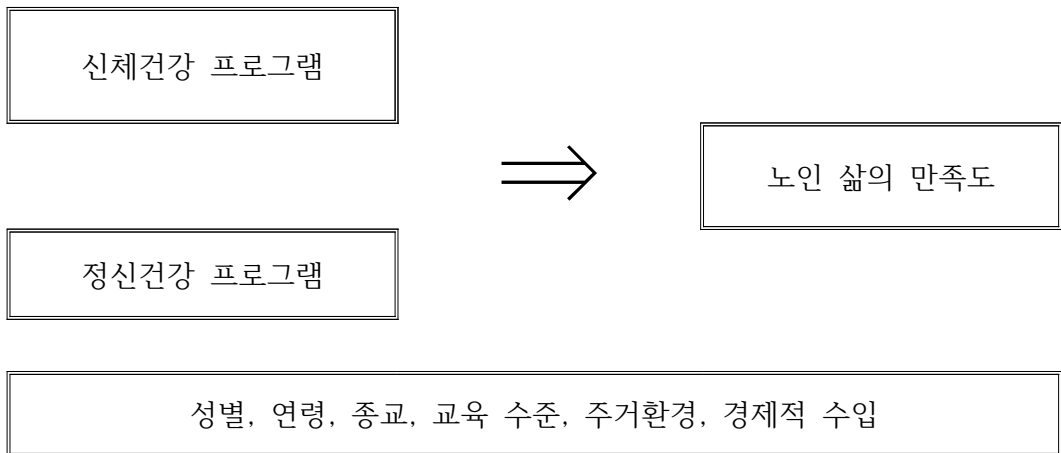 신체건강 프로그램
노인 삶의 만족도
정신건강 프로그램
성별, 연령, 종교, 교육 수준, 주거환경, 경제적 수입